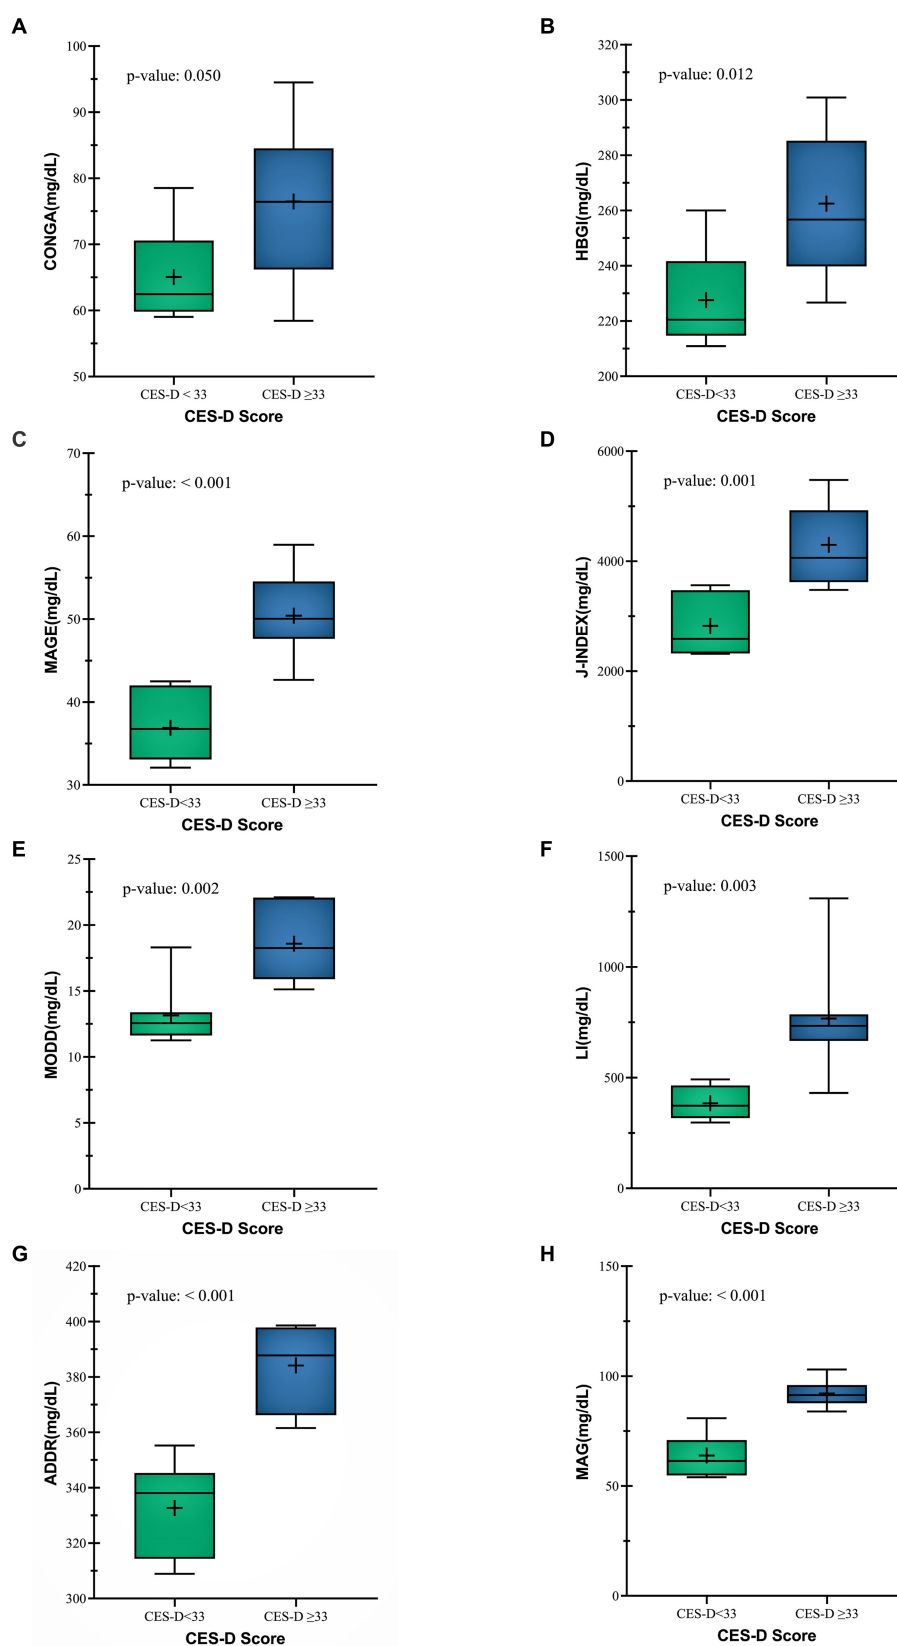 A
p-value: 0.050
CONGA(mg/dL)
100
90
80
70
60
50
CES-D < 33
CES-D ≥33
CES-D Score
B
p-value: 0.012
HBGI(mg/dL)
320
300
280
260
240
220
200
CES-D<33
CES-D ≥33
CES-D Score
C
p-value: < 0.001
MAGE(mg/dL)
70
60
50
40
30
CES-D<33
CES-D ≥33
CES-D Score
D
p-value: 0.001
J-INDEX(mg/dL)
6000
4000
2000
0
CES-D<33
CES-D ≥33
CES-D Score
E
p-value: 0.002
MODD(mg/dL)
25
20
15
10
5
0
CES-D<33
CES-D ≥33
CES-D Score
F
p-value: 0.003
LI(mg/dL)
1500
1000
500
0
CES-D<33
CES-D ≥33
CES-D Score
G
p-value: < 0.001
ADDR(mg/dL)
420
400
380
360
340
320
300
CES-D<33
CES-D ≥33
CES-D Score
H
p-value: < 0.001
MAG(mg/dL)
150
100
50
0
CES-D<33
CES-D ≥33
CES-D Score